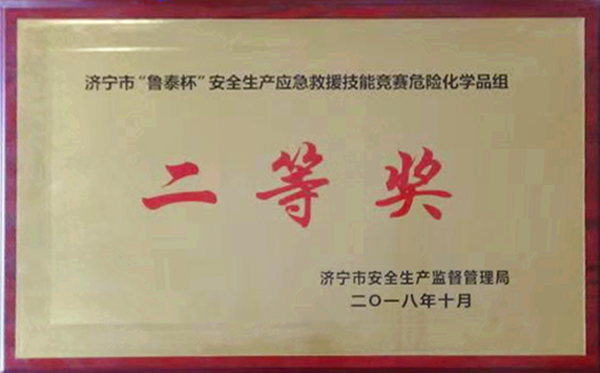 济宁市“鲁泰杯”安全生产应急救援技能竞赛危险化学品组
二等奖
济宁市安全生产监督管理局
二〇一八年十月